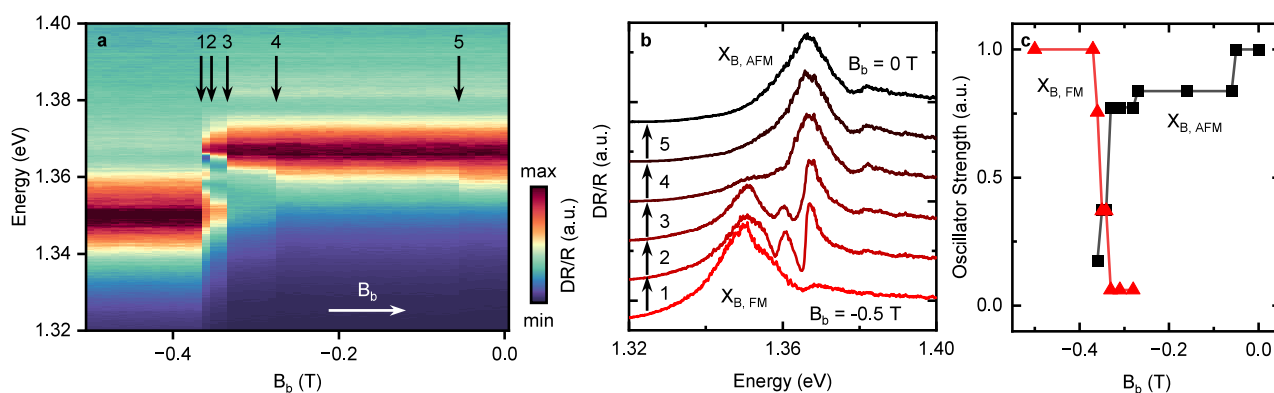 a
1 2 3 4 5
1.40
1.38
1.36
1.34
1.32
Energy (eV)
−0.4
−0.2
0.0
B_b (T)
B_b
max
min
DR/R (a.u.)
b
X_B, AFM
B_b = 0 T
5
4
3
2
1
X_B, FM
B_b = -0.5 T
DR/R (a.u.)
1.32
1.36
1.40
Energy (eV)
c
1.0
0.5
0.0
Oscillator Strength (a.u.)
X_B, FM
X_B, AFM
−0.4
−0.2
0.0
B_b (T)